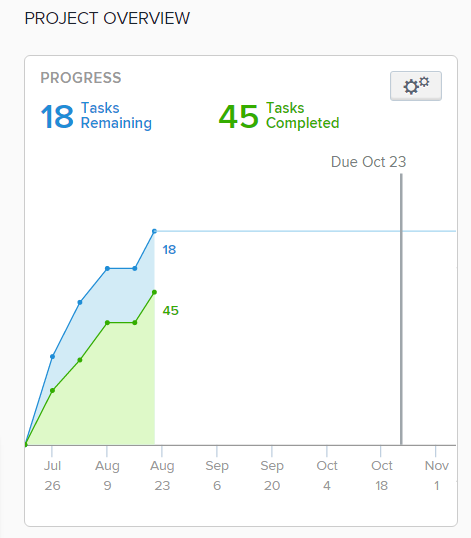 PROJECT OVERVIEW
PROGRESS
18 Tasks Remaining
45 Tasks Completed
Due Oct 23
18
45
Jul 26
Aug 9
Aug 23
Sep 6
Sep 20
Oct 4
Oct 18
Nov 1